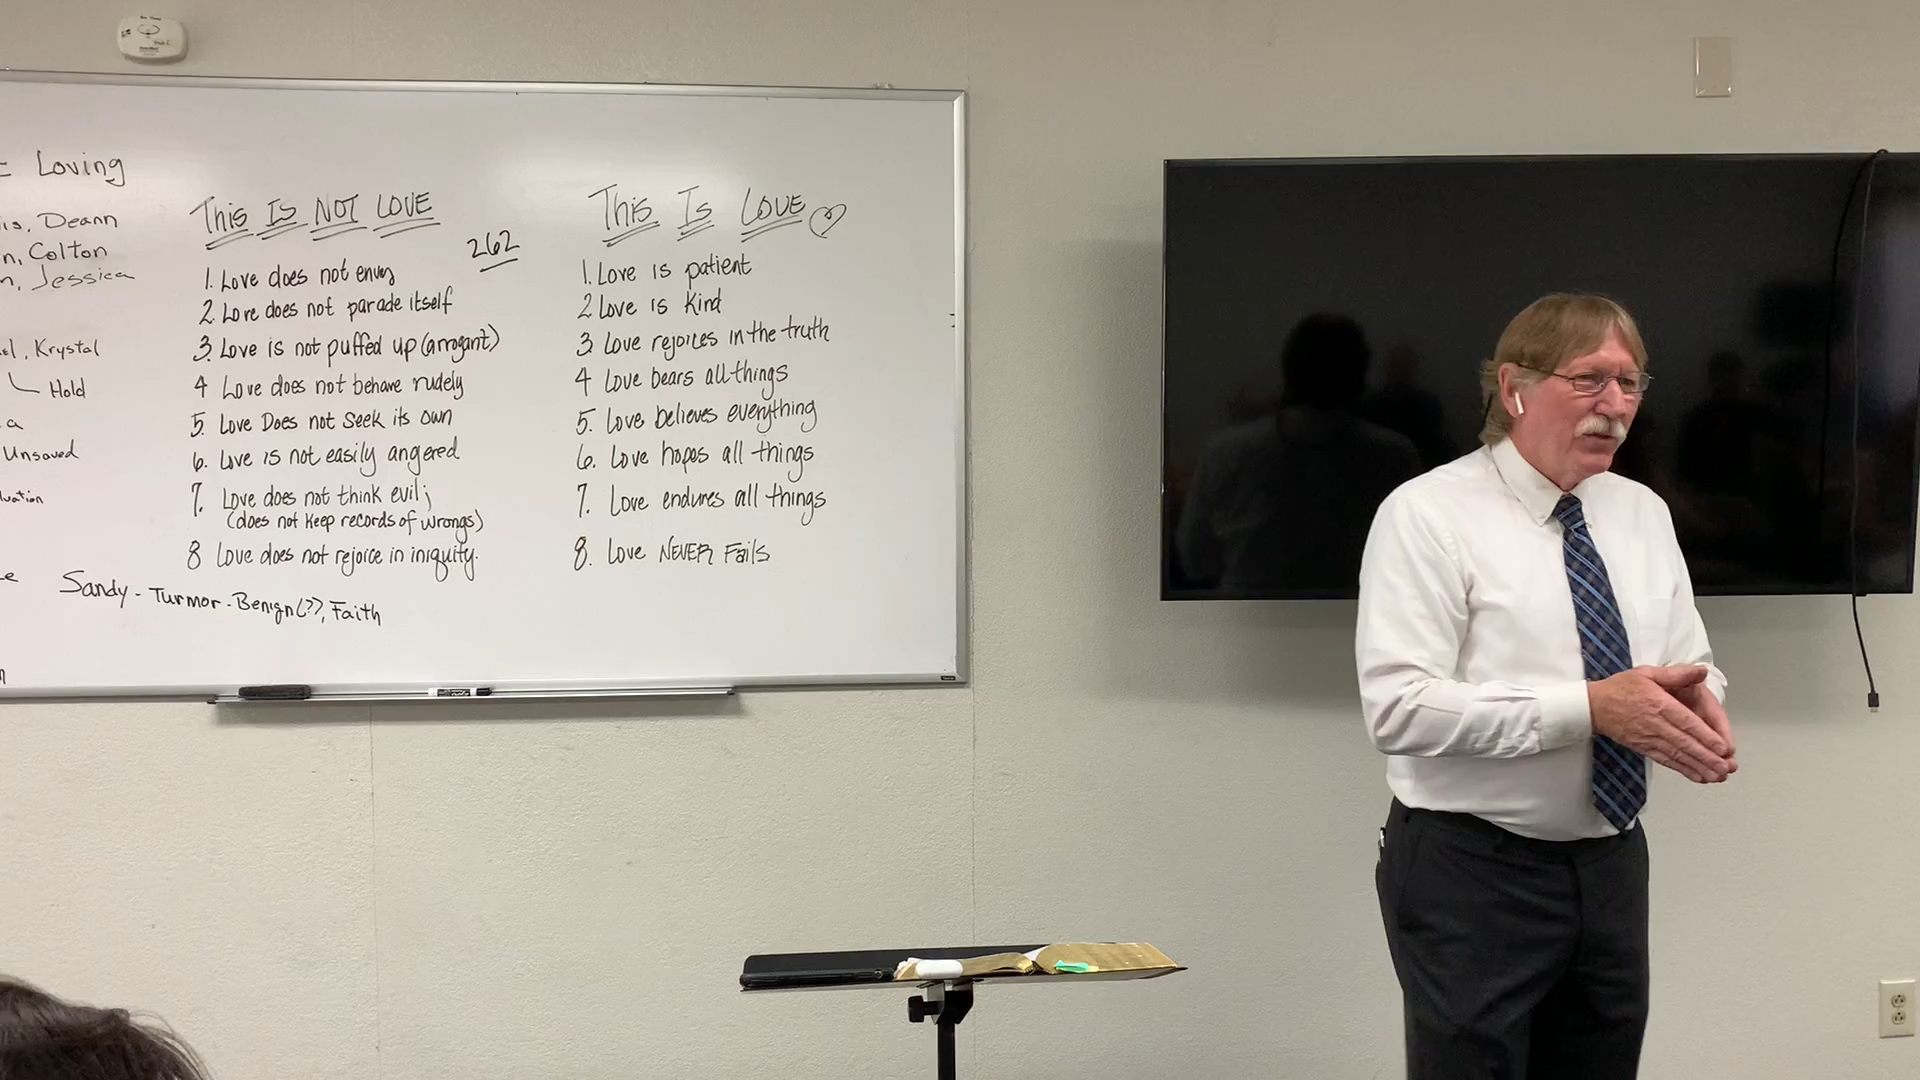 Loving
Deann
Colton
Jessica
Krystal
Hold
Unsaved
THIS IS NOT LOVE
262
1. Love does not envy
2 Love does not parade itself
3. Love is not puffed up (arrogant)
4 Love does not behave rudely
5. Love Does not seek its own
6. Love is not easily angered
7. Love does not think evil;
(does not keep records of wrongs)
8 Love does not rejoice in iniquity.
Sandy - Turmor - Benign (??), Faith
THIS IS LOVE
1. Love is patient
2 Love is Kind
3 Love rejoices in the truth
4 Love bears all things
5. Love believes everything
6. Love hopes all things
7. Love endures all things
8. Love NEVER Fails